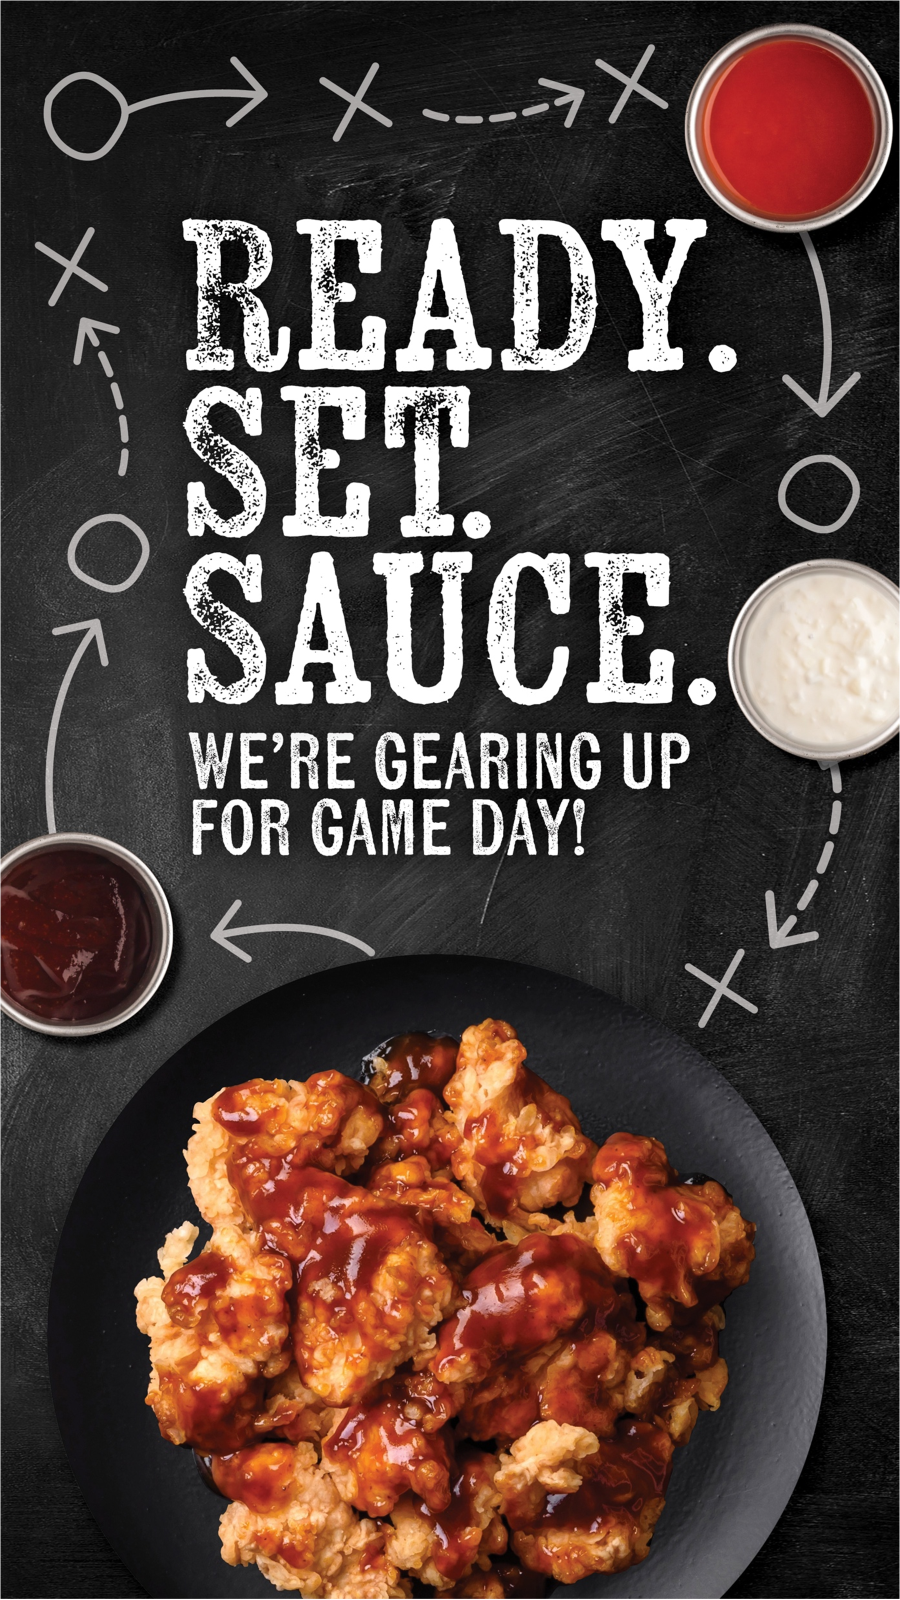 READY.
SET.
SAUCE.
WE'RE GEARING UP
FOR GAME DAY!